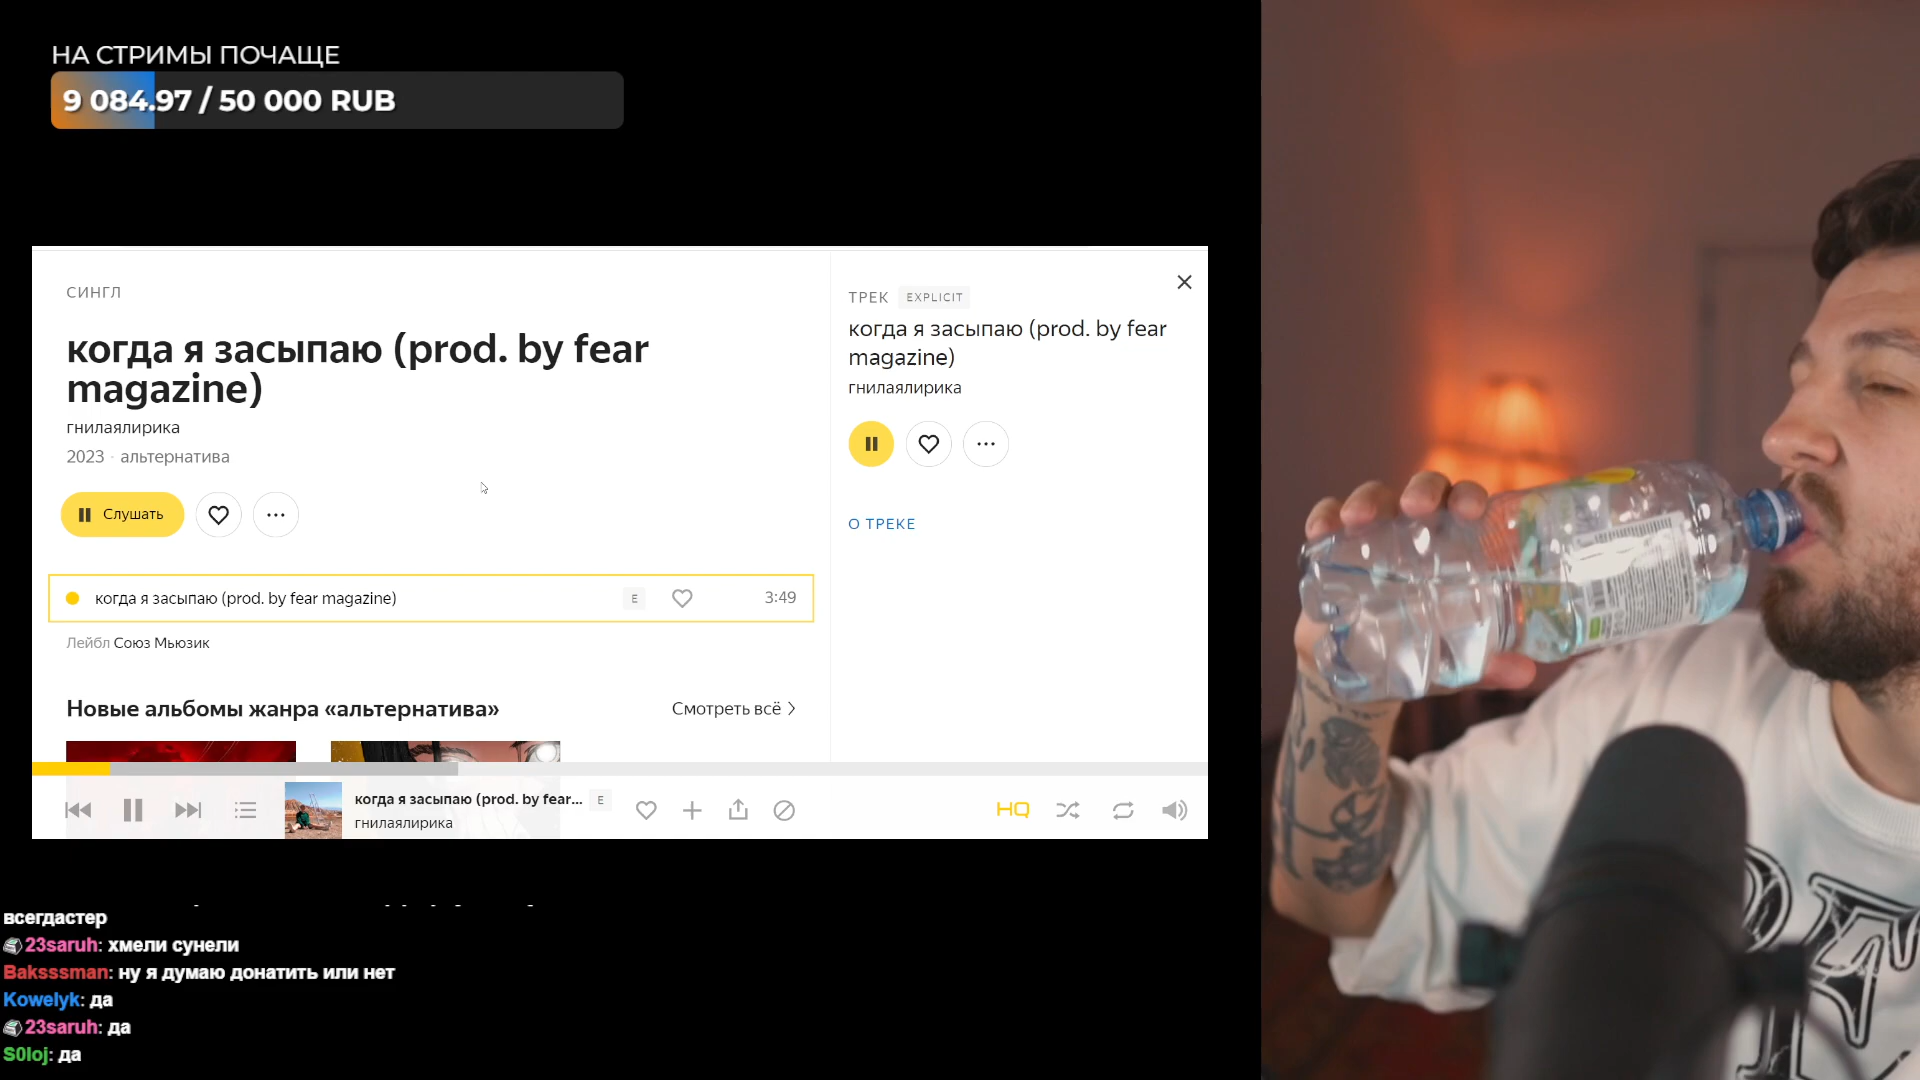 НА СТРИМЫ ПОЧАЩЕ
9 084.97 / 50 000 RUB
СИНГЛ
когда я засыпаю (prod. by fear
magazine)
гнилаялирика
2023 · альтернатива
Слушать
когда я засыпаю (prod. by fear magazine)
E
3:49
Лейбл Союз Мьюзик
Новые альбомы жанра «альтернатива»
Смотреть всё
ТРЕК EXPLICIT
когда я засыпаю (prod. by fear
magazine)
гнилаялирика
О ТРЕКЕ
когда я засыпаю (prod. by fear... E
гнилаялирика
HQ
всегдастер
23saruh: хмели сунели
Baksssman: ну я думаю донатить или нет
Kowelyk: да
23saruh: да
S0loj: да